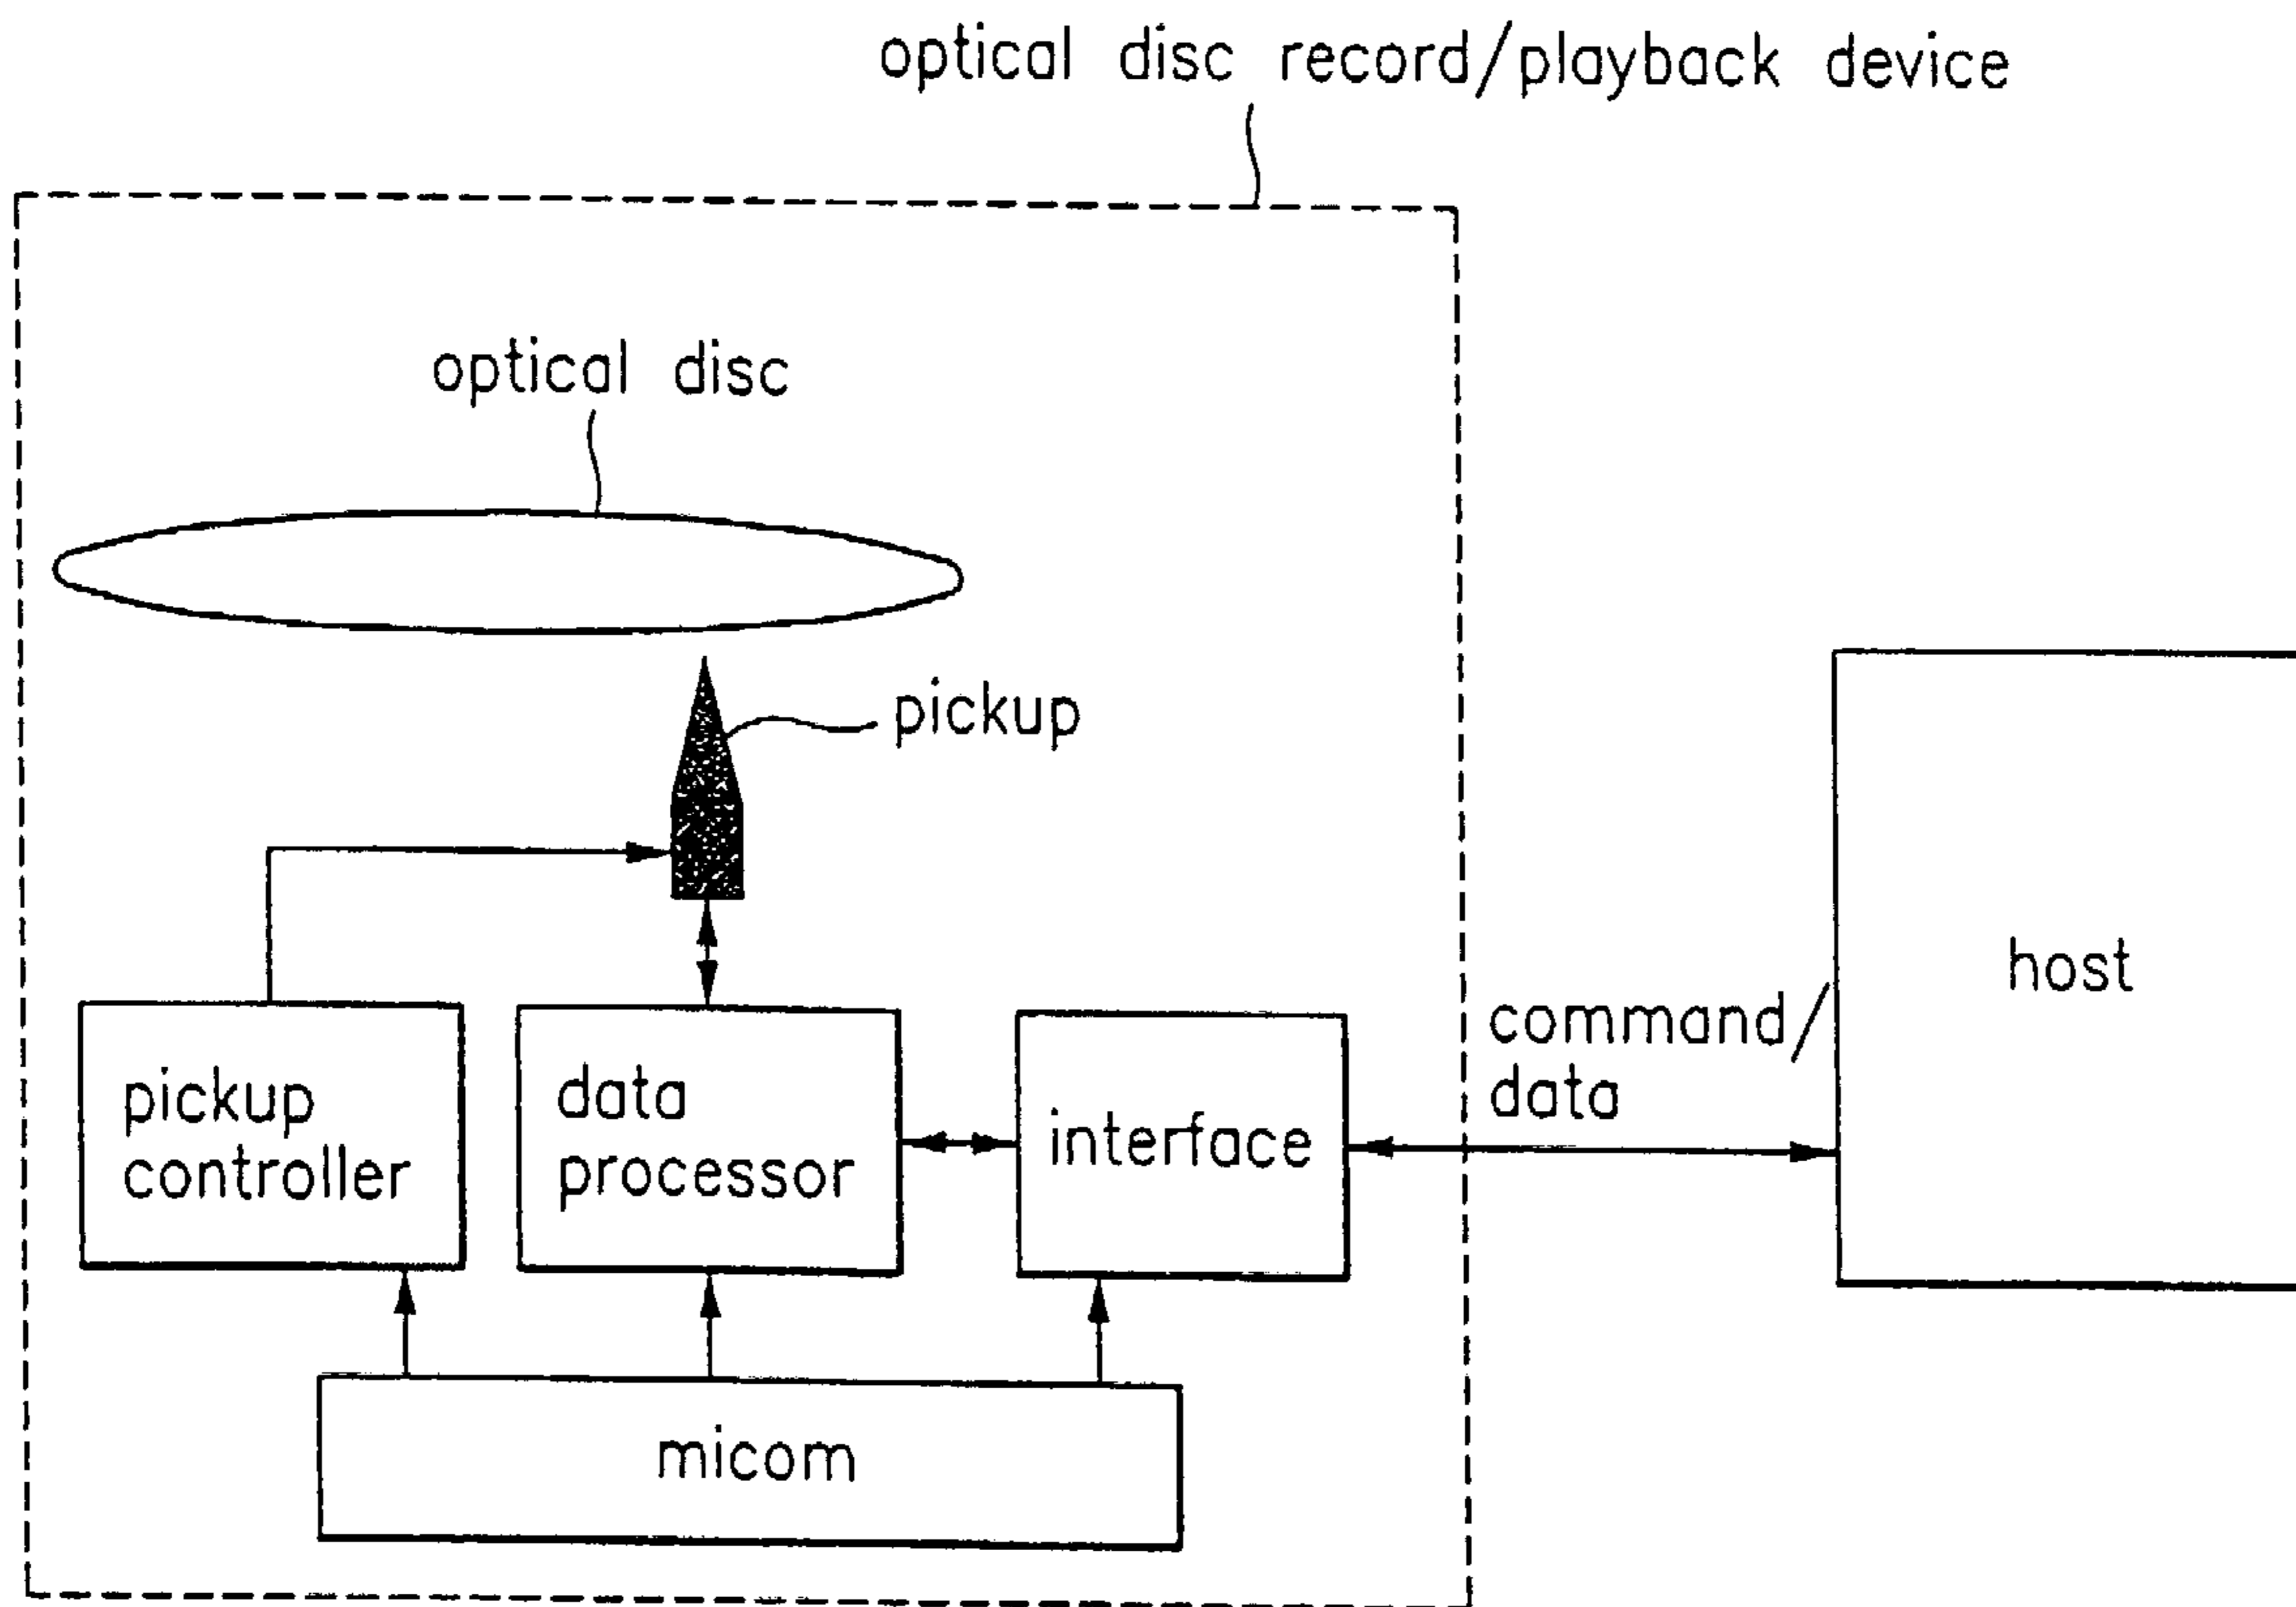 optical disc record/playback device
optical disc
pickup
host
command/
data
pickup
controller
data
processor
interface
micom